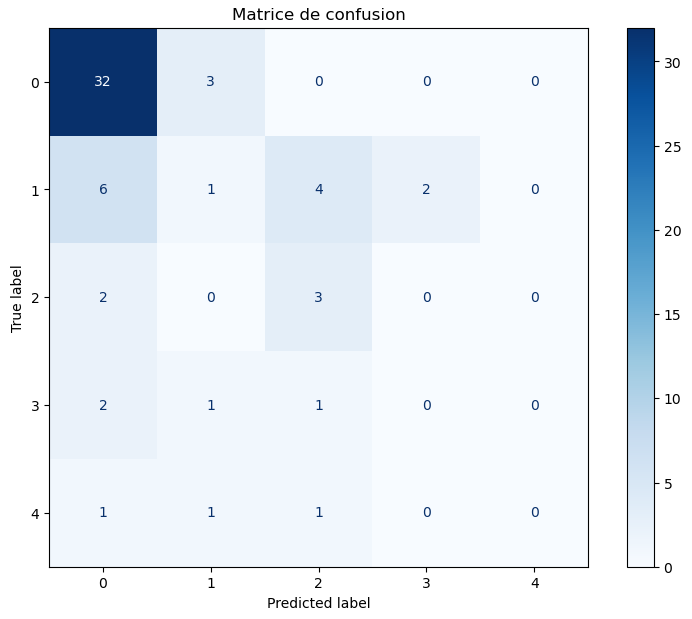 Matrice de confusion
0 32 3 0 0 0
1 6 1 4 2 0
2 2 0 3 0 0
3 2 1 1 0 0
4 1 1 1 0 0
0 1 2 3 4
Predicted label
True label
30
25
20
15
10
5
0